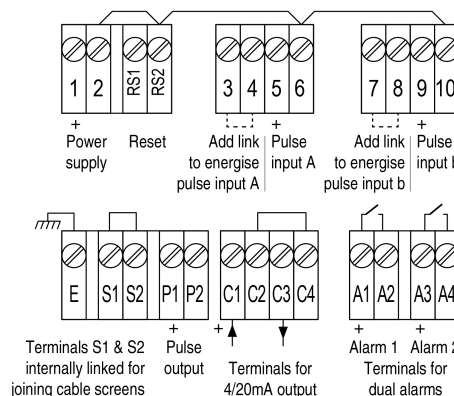 1 2 RS1 RS2 3 4 5 6 7 8 9 10
+ + +
Power Reset Add link Pulse Add link Pulse
supply to energise input A to energise input b
pulse input A pulse input b
E S1 S2 P1 P2 C1 C2 C3 C4 A1 A2 A3 A4
+ + + +
Terminals S1 & S2 Pulse Alarm 1 Alarm 2
internally linked for output Terminals for Terminals for
joining cable screens 4/20mA output dual alarms